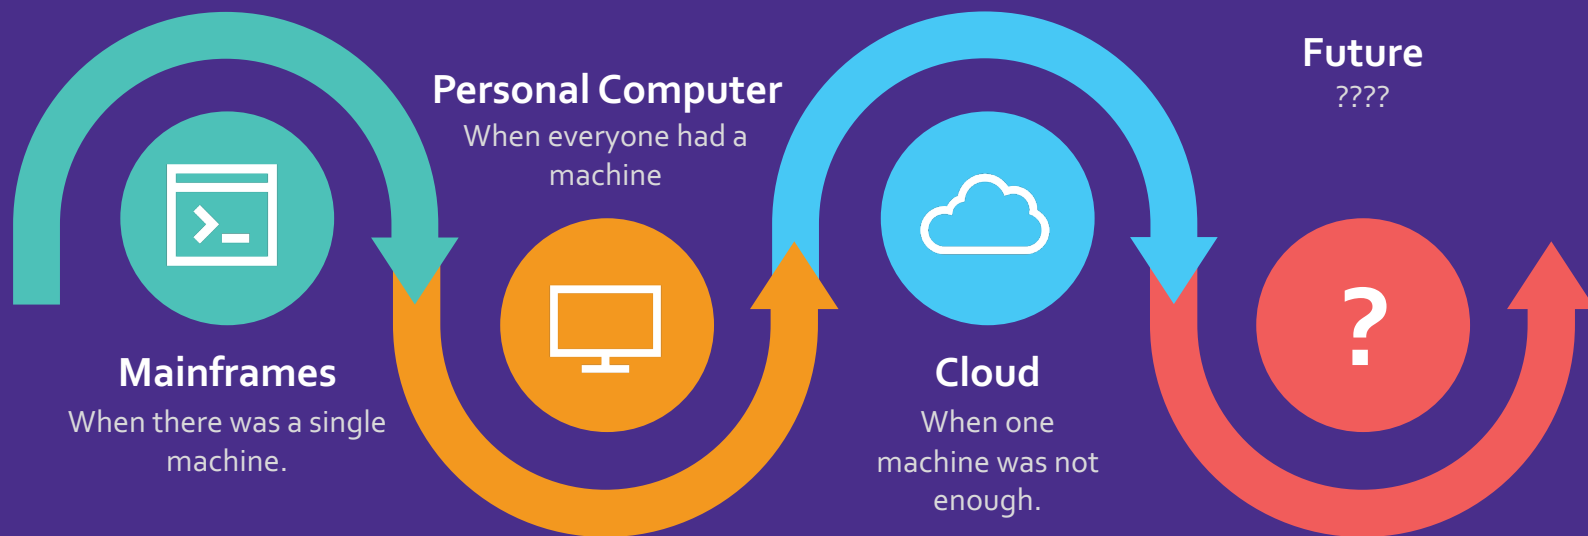 Mainframes
When there was a single
machine.
Personal Computer
When everyone had a
machine
Cloud
When one
machine was not
enough.
Future
????
?